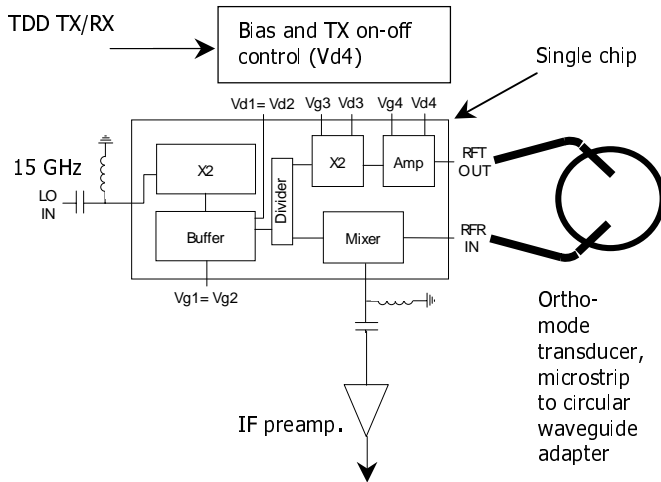 TDD TX/RX
Bias and TX on-off
control (Vd4)
Single chip
Vd1= Vd2
Vg3
Vd3
Vg4
Vd4
15 GHz
LO
IN
X2
X2
Amp
RFT
OUT
Divider
Buffer
Mixer
RFR
IN
Vg1= Vg2
Ortho-
mode
transducer,
microstrip
to circular
waveguide
adapter
IF preamp.